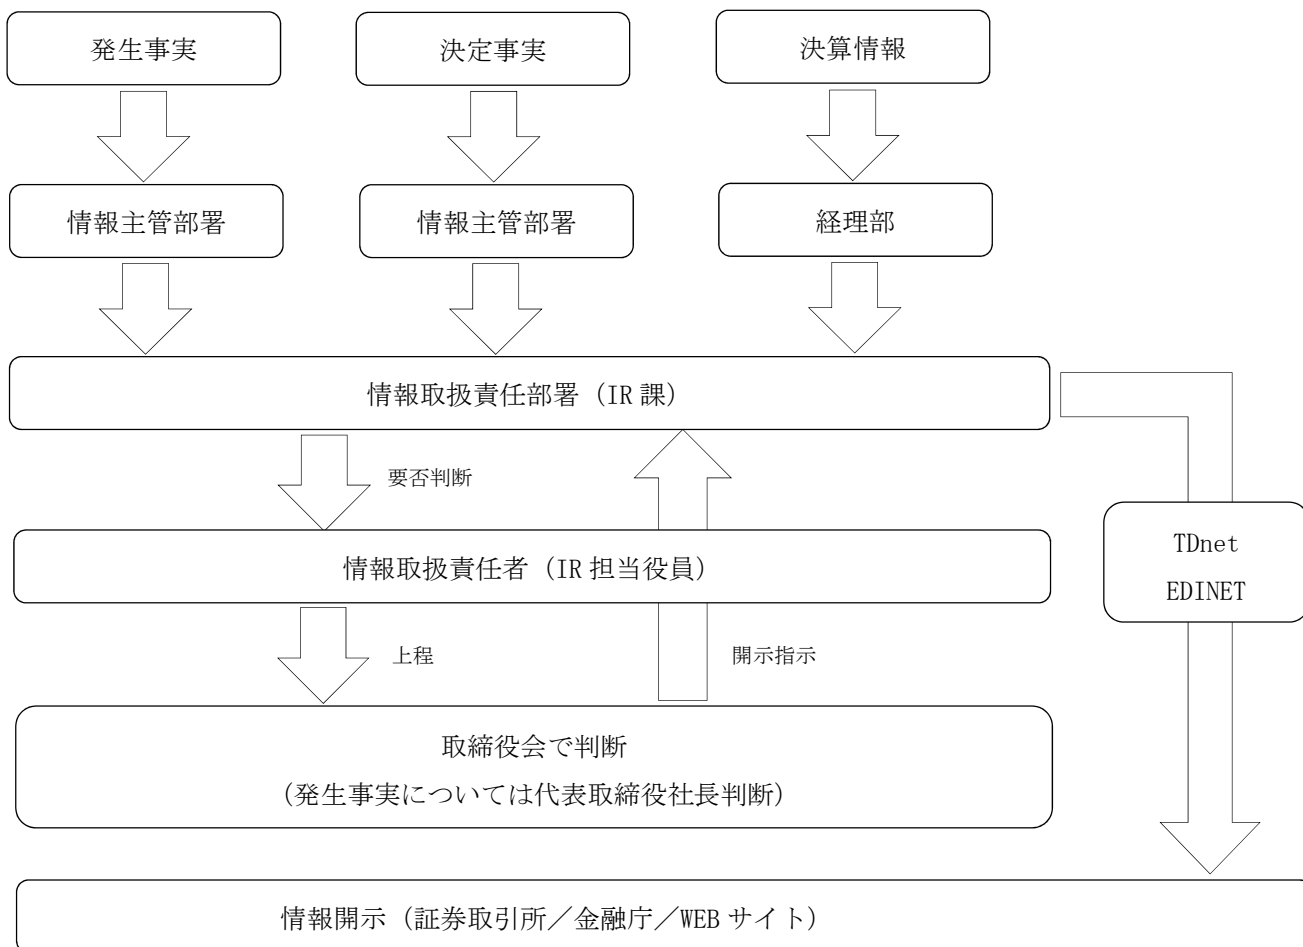 発生事実
決定事実
決算情報
情報主管部署
情報主管部署
経理部
情報取扱責任部署（IR 課）
要否判断
情報取扱責任者（IR 担当役員）
TDnet
EDINET
上程
開示指示
取締役会で判断
（発生事実については代表取締役社長判断）
情報開示（証券取引所／金融庁／WEB サイト）